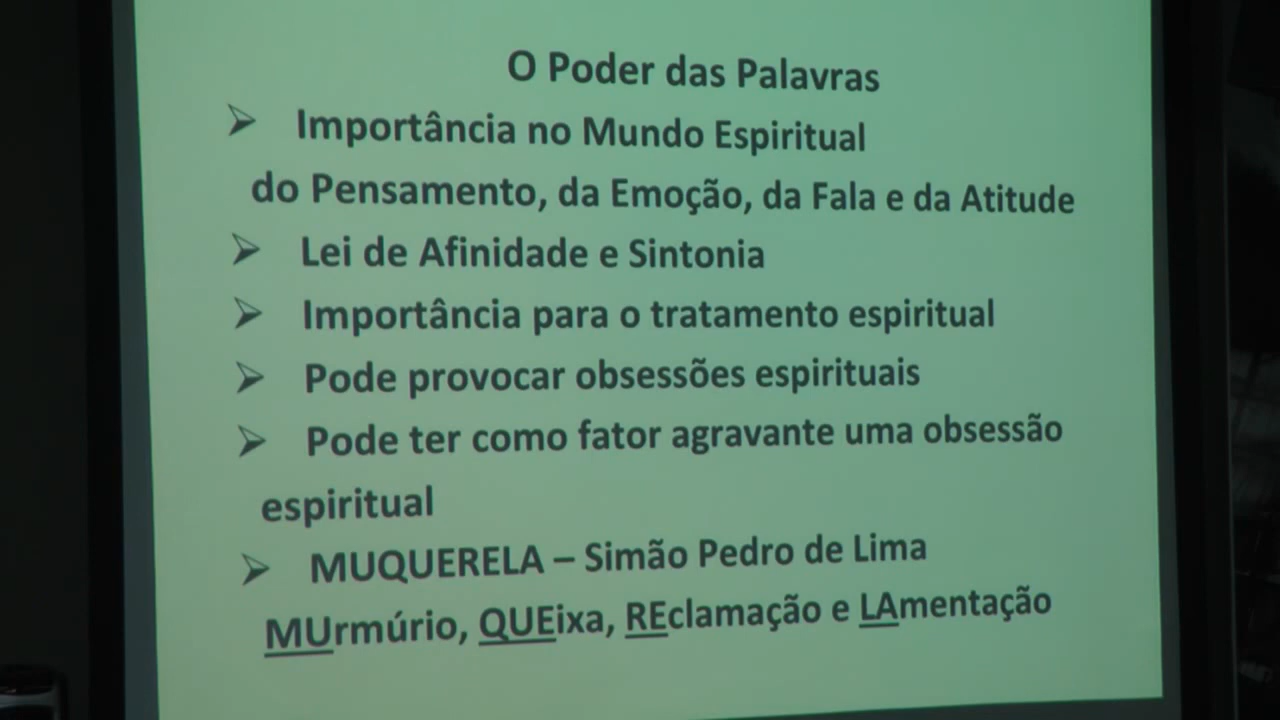 O Poder das Palavras
➢ Importância no Mundo Espiritual
do Pensamento, da Emoção, da Fala e da Atitude
➢ Lei de Afinidade e Sintonia
➢ Importância para o tratamento espiritual
➢ Pode provocar obsessões espirituais
➢ Pode ter como fator agravante uma obsessão
espiritual
➢ MUQUERELA – Simão Pedro de Lima
MUrmúrio, QUEixa, REclamação e LAmentação